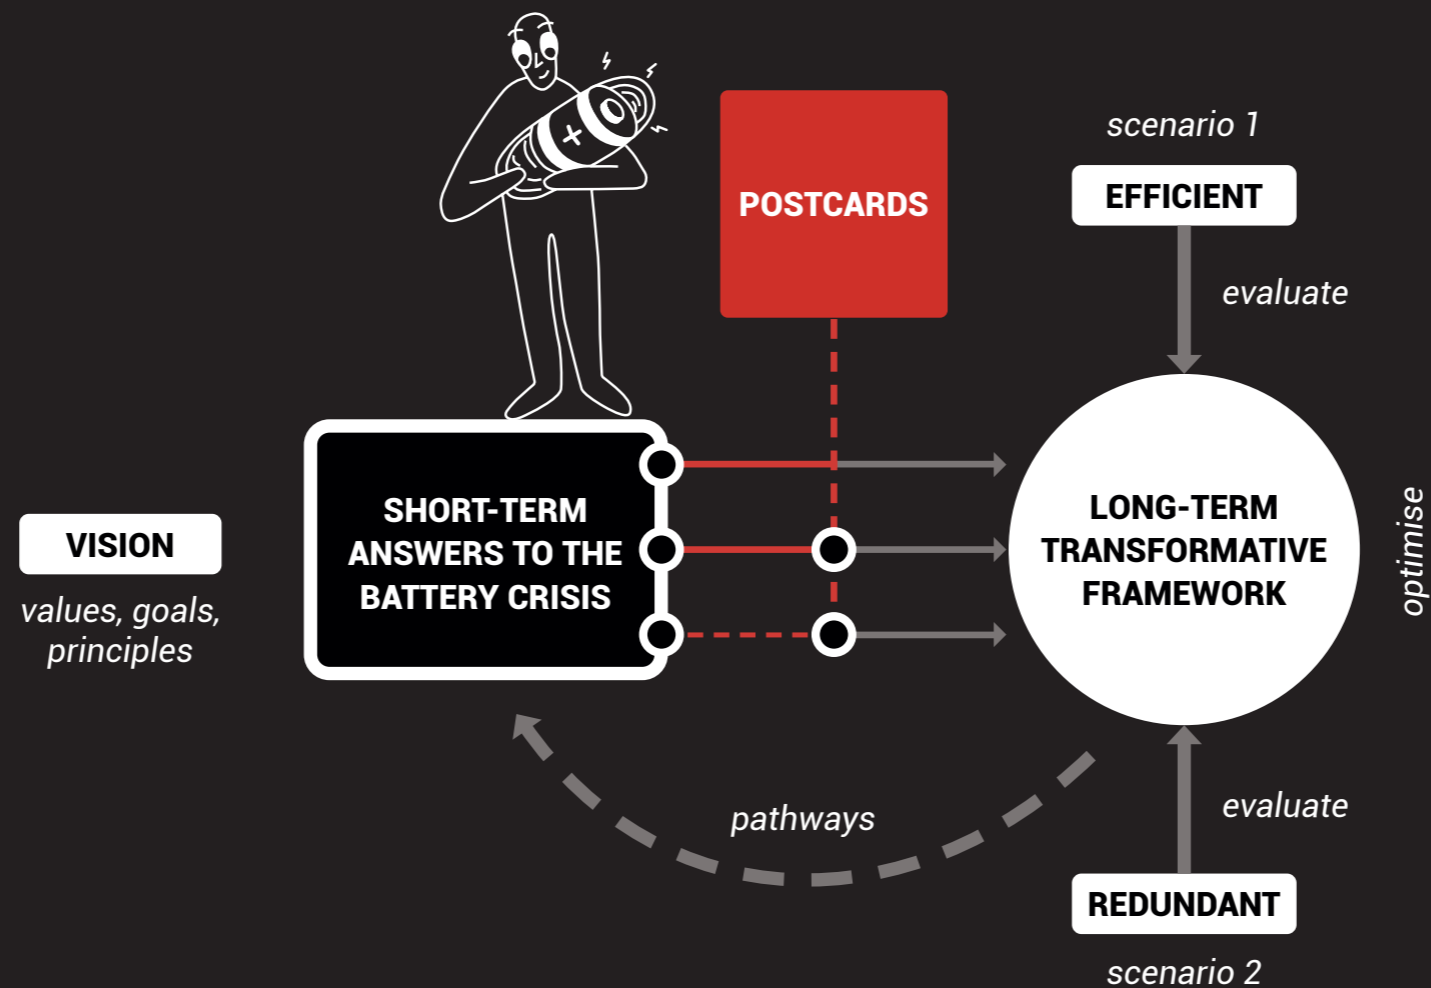 scenario 1
EFFICIENT
evaluate
POSTCARDS
+
VISION
values, goals,
principles
SHORT-TERM
ANSWERS TO THE
BATTERY CRISIS
LONG-TERM
TRANSFORMATIVE
FRAMEWORK
optimise
pathways
evaluate
REDUNDANT
scenario 2